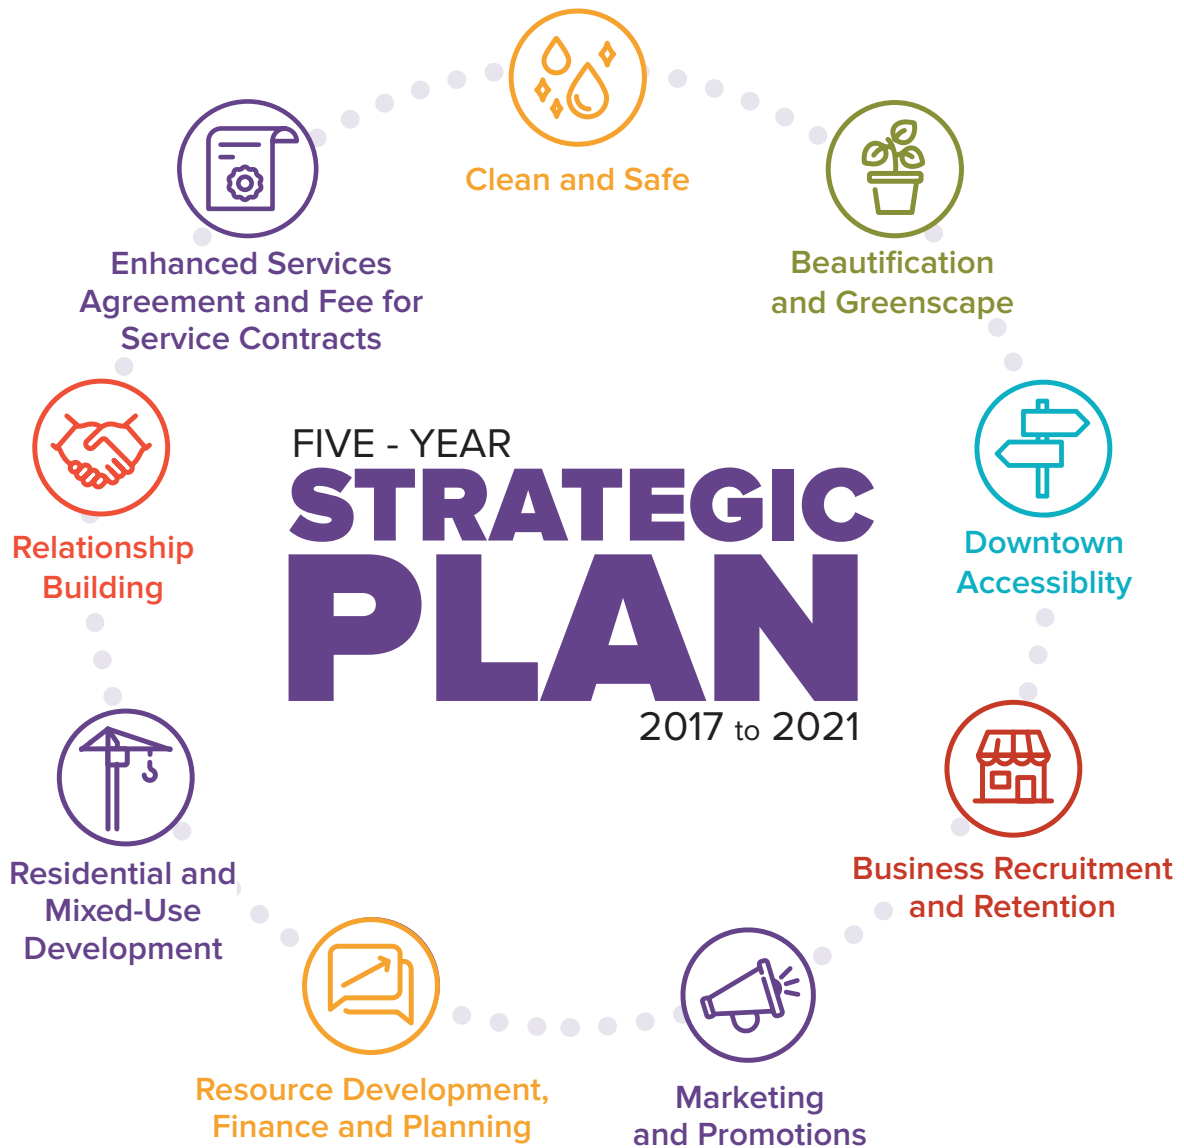 Clean and Safe
Beautification
and Greenscape
Downtown
Accessiblity
Business Recruitment
and Retention
Marketing
and Promotions
Resource Development,
Finance and Planning
Residential and
Mixed-Use
Development
Relationship
Building
Enhanced Services
Agreement and Fee for
Service Contracts
FIVE - YEAR
STRATEGIC
PLAN
2017 to 2021